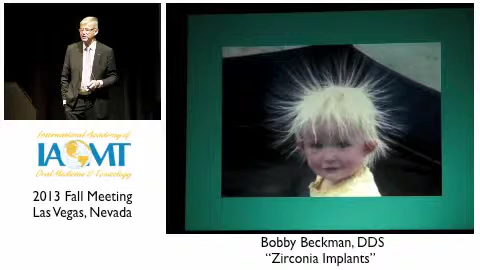 International Academy of
IAOMT
Oral Medicine & Toxicology
2013 Fall Meeting
Las Vegas, Nevada
Bobby Beckman, DDS
“Zirconia Implants”